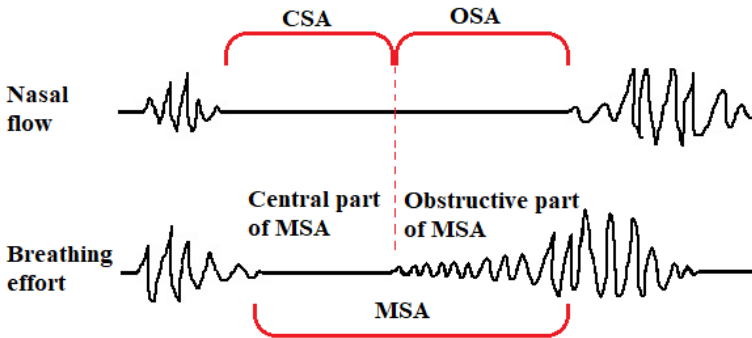 CSA
OSA
Nasal
flow
Central part
of MSA
Obstructive part
of MSA
Breathing
effort
MSA